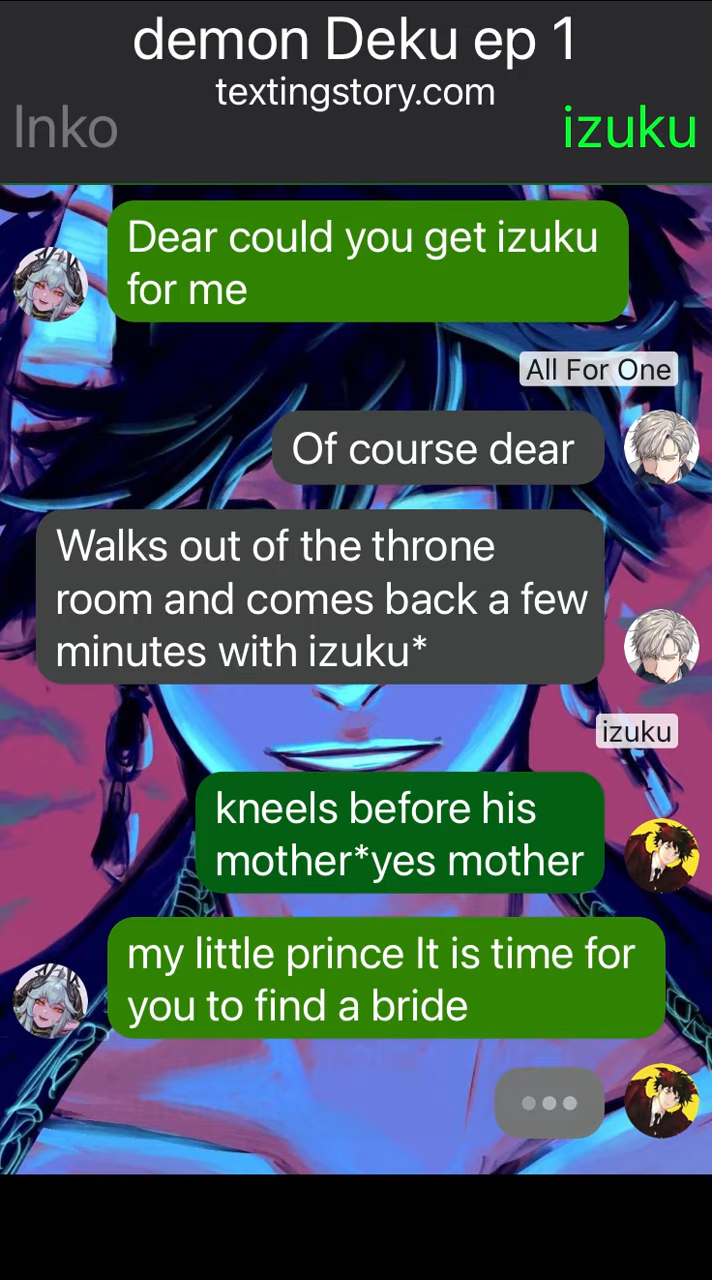 demon Deku ep 1
textingstory.com
Inko
izuku
Dear could you get izuku
for me
All For One
Of course dear
Walks out of the throne
room and comes back a few
minutes with izuku*
izuku
kneels before his
mother*yes mother
my little prince It is time for
you to find a bride